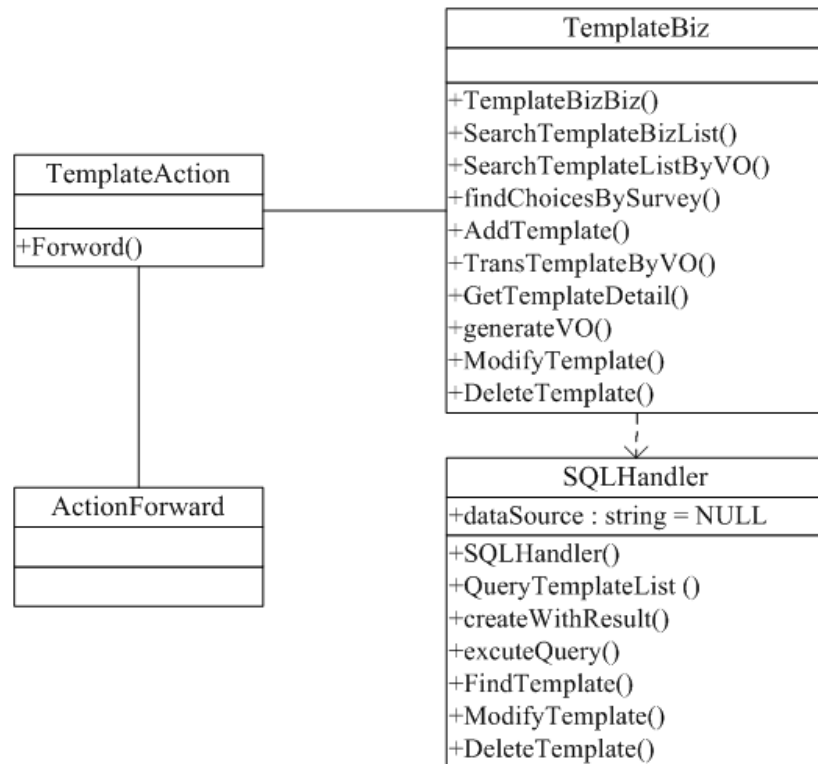 TemplateBiz
+TemplateBizBiz()
+SearchTemplateBizList()
+SearchTemplateListByVO()
+findChoicesBySurvey()
+AddTemplate()
+TransTemplateByVO()
+GetTemplateDetail()
+generateVO()
+ModifyTemplate()
+DeleteTemplate()
TemplateAction
+Forword()
ActionForward
SQLHandler
+dataSource : string = NULL
+SQLHandler()
+QueryTemplateList ()
+createWithResult()
+excuteQuery()
+FindTemplate()
+ModifyTemplate()
+DeleteTemplate()